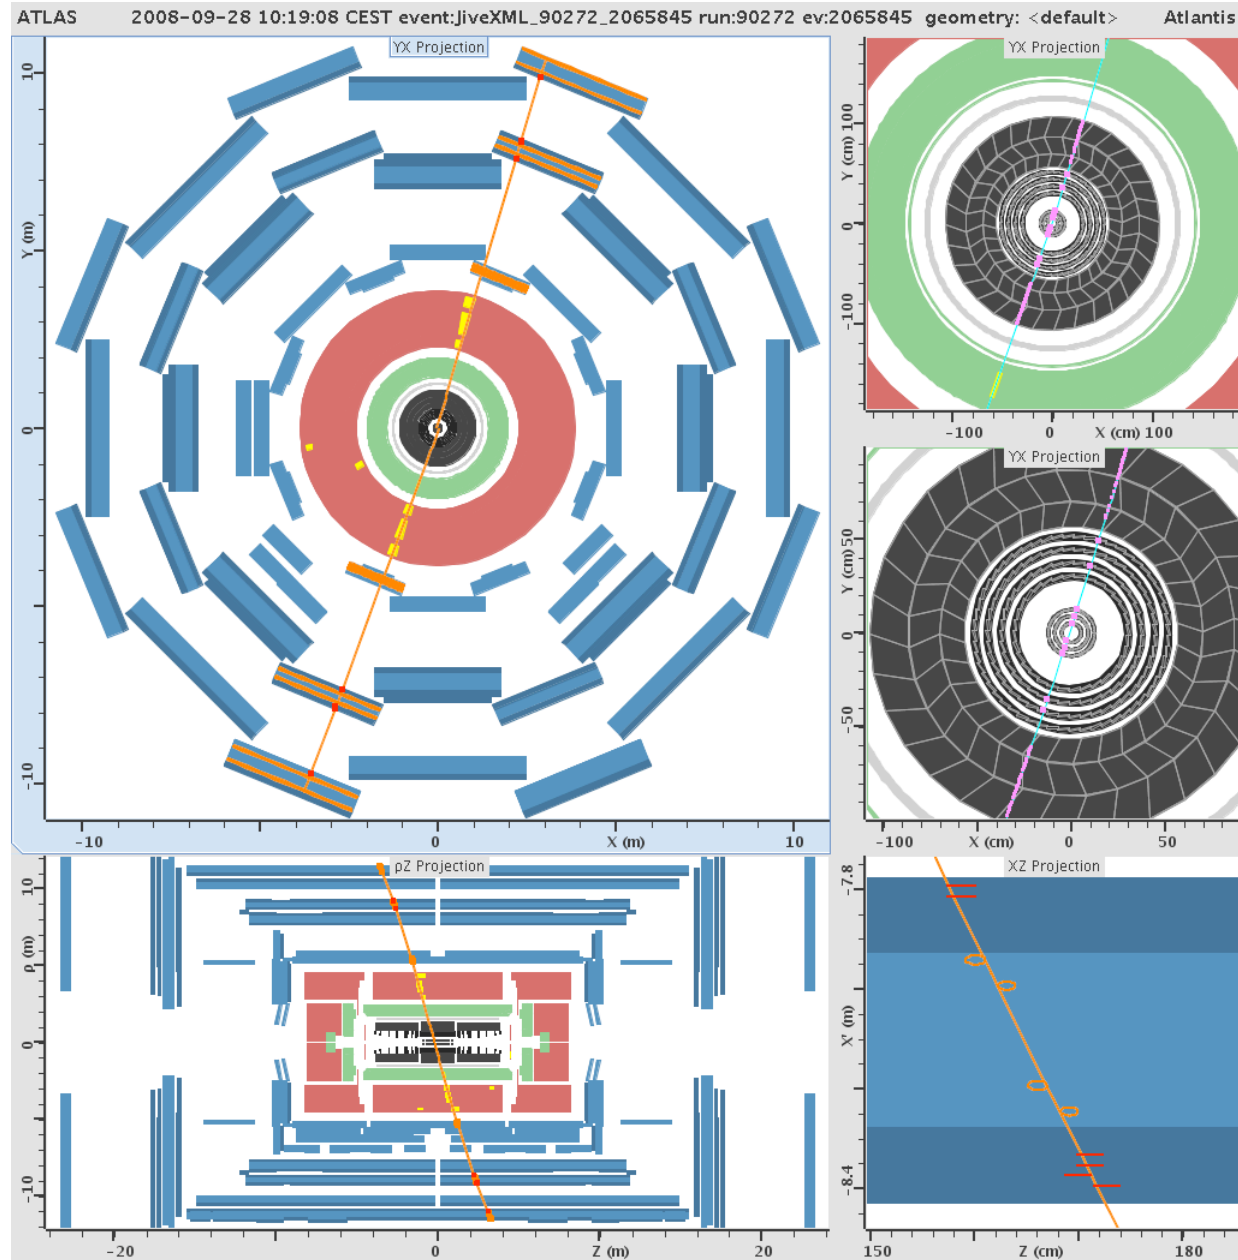 ATLAS 2008-09-28 10:19:08 CEST event:JiveXML_90272_2065845 run:90272 ev:2065845 geometry: <default> Atlantis
YX Projection
10
0
-10
Y (m)
-10 0 X (m) 10
YX Projection
100
0
-100
Y (cm)
-100 0 X (cm) 100
YX Projection
50
0
-50
Y (cm)
-100 X (cm) 0 50
ρZ Projection
10
0
-10
ρ (m)
-20 0 Z (m) 20
XZ Projection
-7.8
X' (m)
-8.4
150 Z (cm) 180